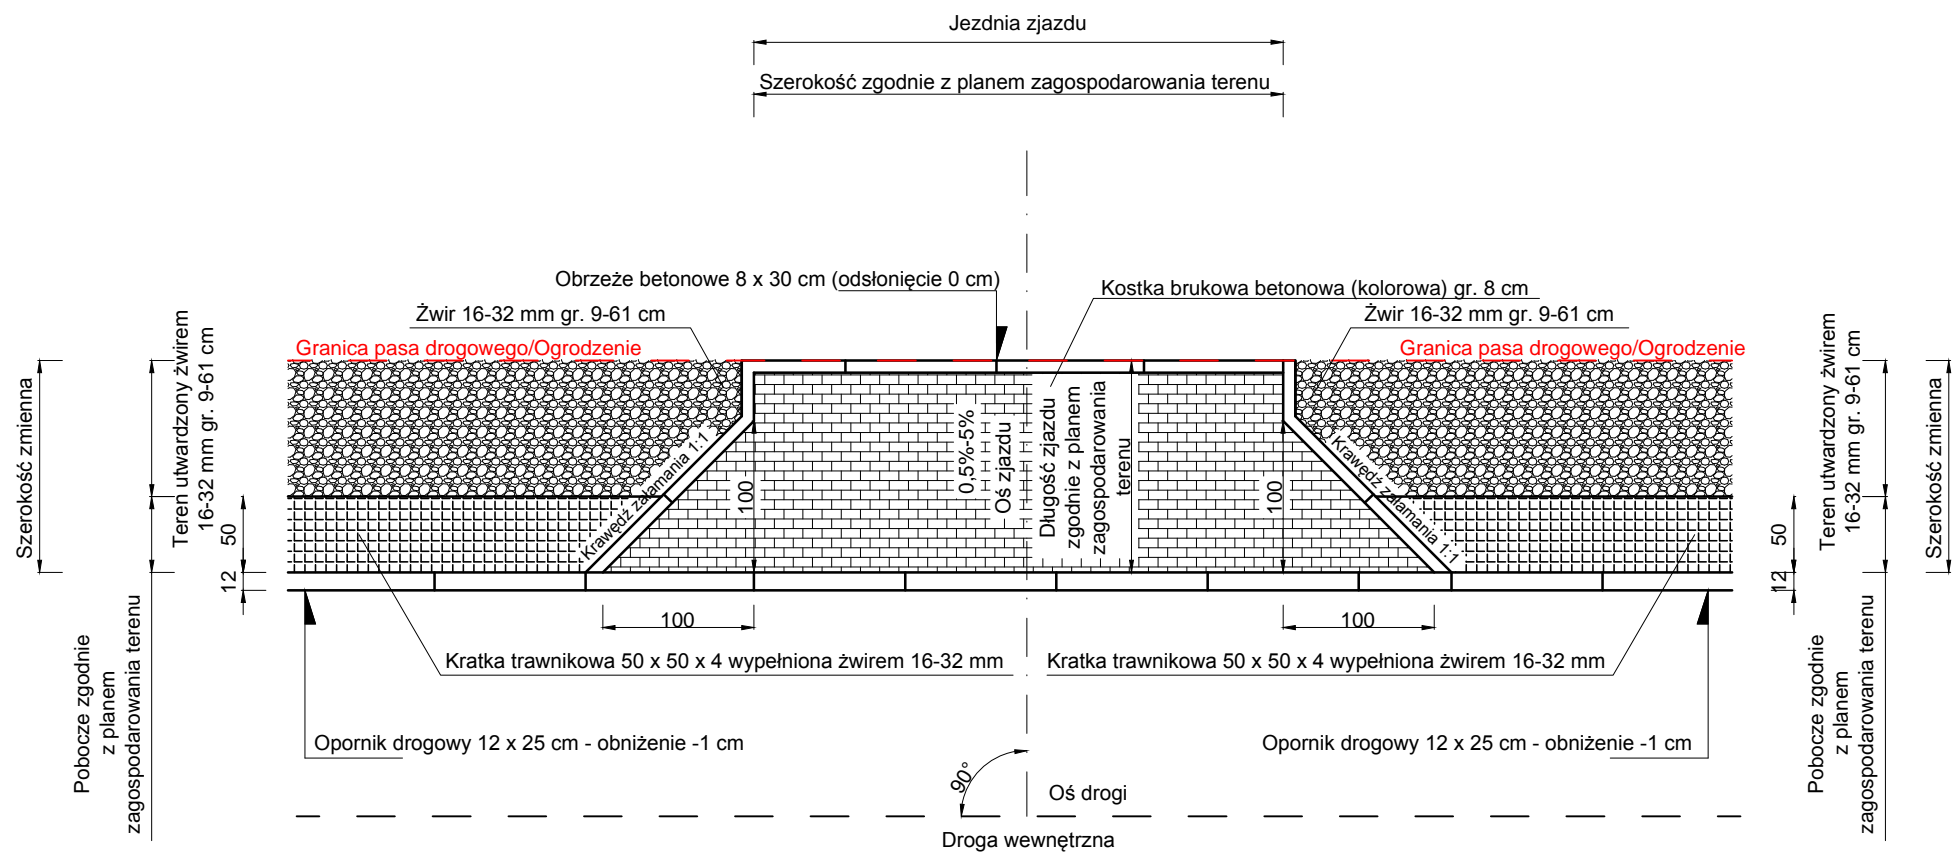 Jezdnia zjazdu
Szerokość zgodnie z planem zagospodarowania terenu
Obrzeże betonowe 8 x 30 cm (odsłonięcie 0 cm)
Kostka brukowa betonowa (kolorowa) gr. 8 cm
Żwir 16-32 mm gr. 9-61 cm
Żwir 16-32 mm gr. 9-61 cm
Granica pasa drogowego/Ogrodzenie
Granica pasa drogowego/Ogrodzenie
Szerokość zmienna
Teren utwardzony żwirem
16-32 mm gr. 9-61 cm
50
12
Krawędź załamania 1:1
100
0,5%-5%
Oś zjazdu
Długość zjazdu
zgodnie z planem
zagospodarowania
terenu
100
Krawędź załamania 1:1
50
12
Teren utwardzony żwirem
16-32 mm gr. 9-61 cm
Szerokość zmienna
100
100
Kratka trawnikowa 50 x 50 x 4 wypełniona żwirem 16-32 mm
Kratka trawnikowa 50 x 50 x 4 wypełniona żwirem 16-32 mm
Pobocze zgodnie
z planem
zagospodarowania terenu
Pobocze zgodnie
z planem
zagospodarowania terenu
Opornik drogowy 12 x 25 cm - obniżenie -1 cm
Opornik drogowy 12 x 25 cm - obniżenie -1 cm
90°
Oś drogi
Droga wewnętrzna